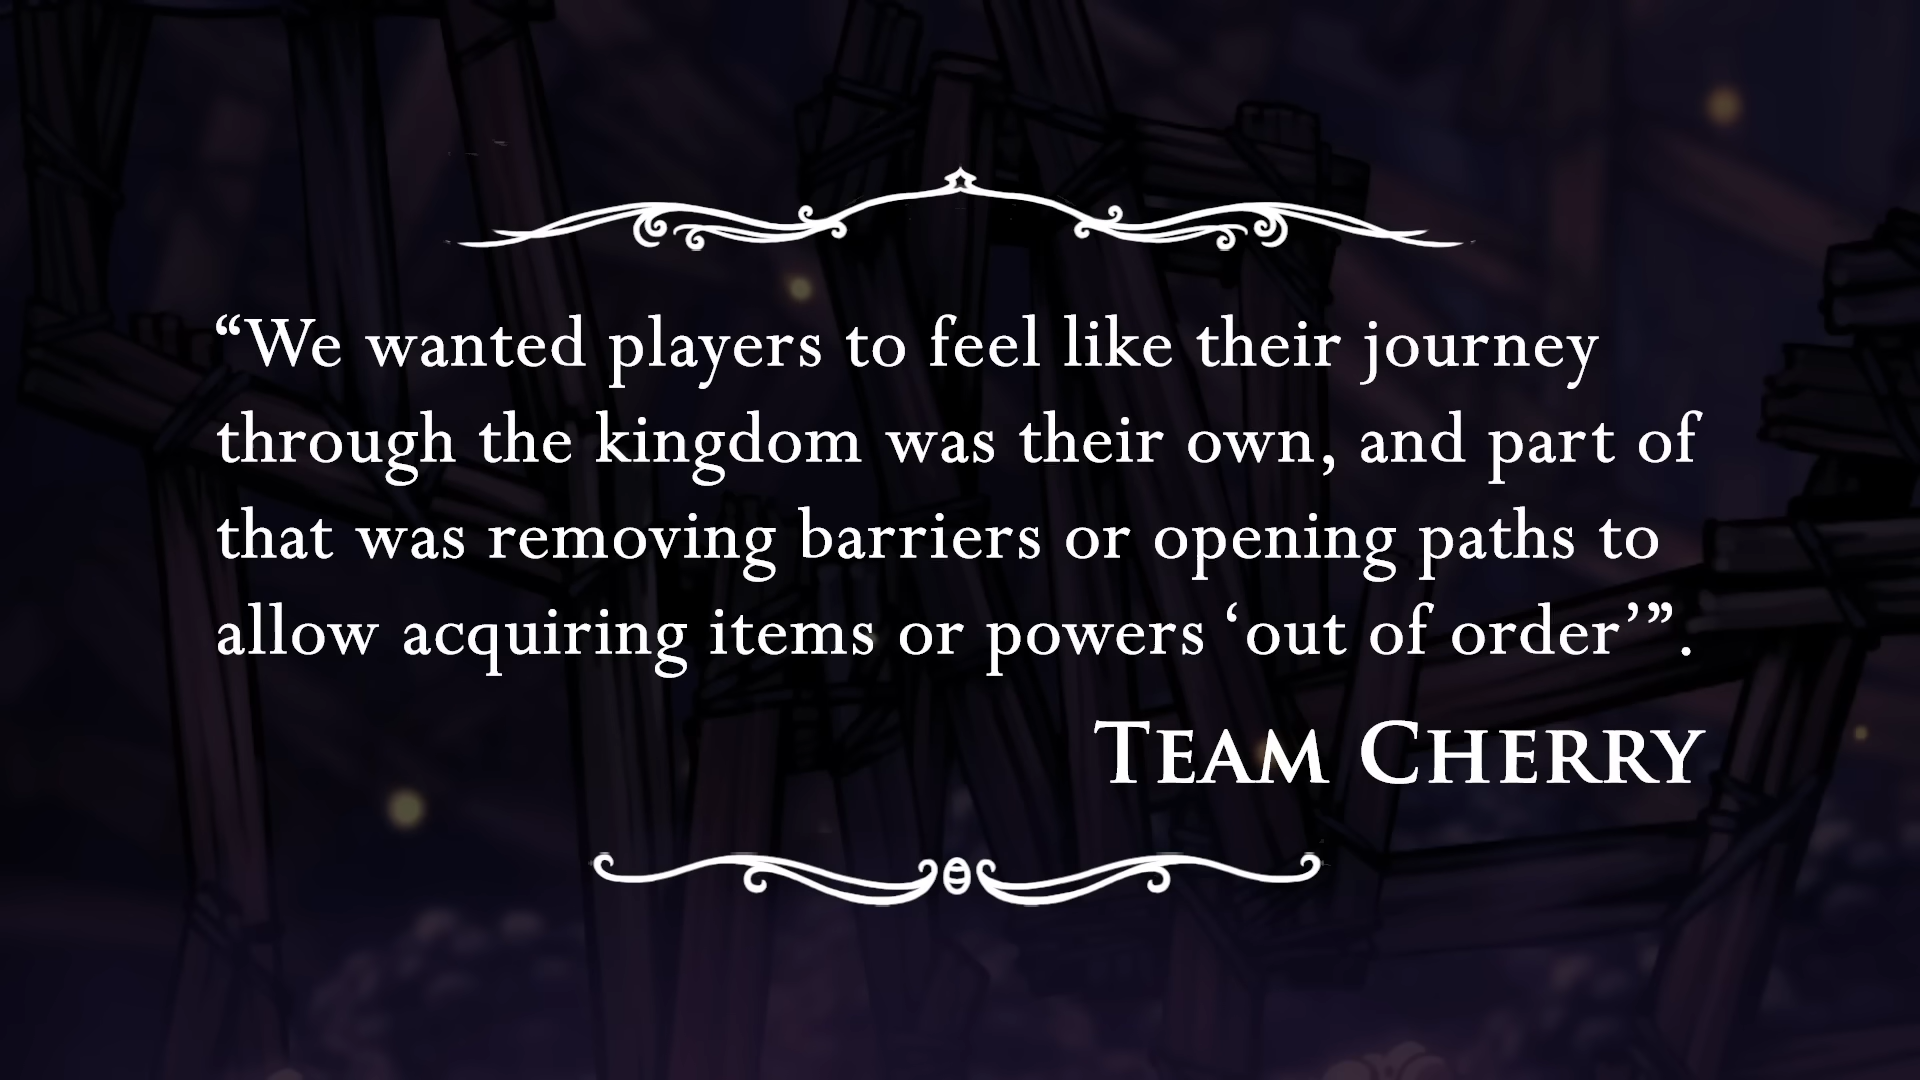 “We wanted players to feel like their journey
through the kingdom was their own, and part of
that was removing barriers or opening paths to
allow acquiring items or powers ‘out of order’”.
Team Cherry